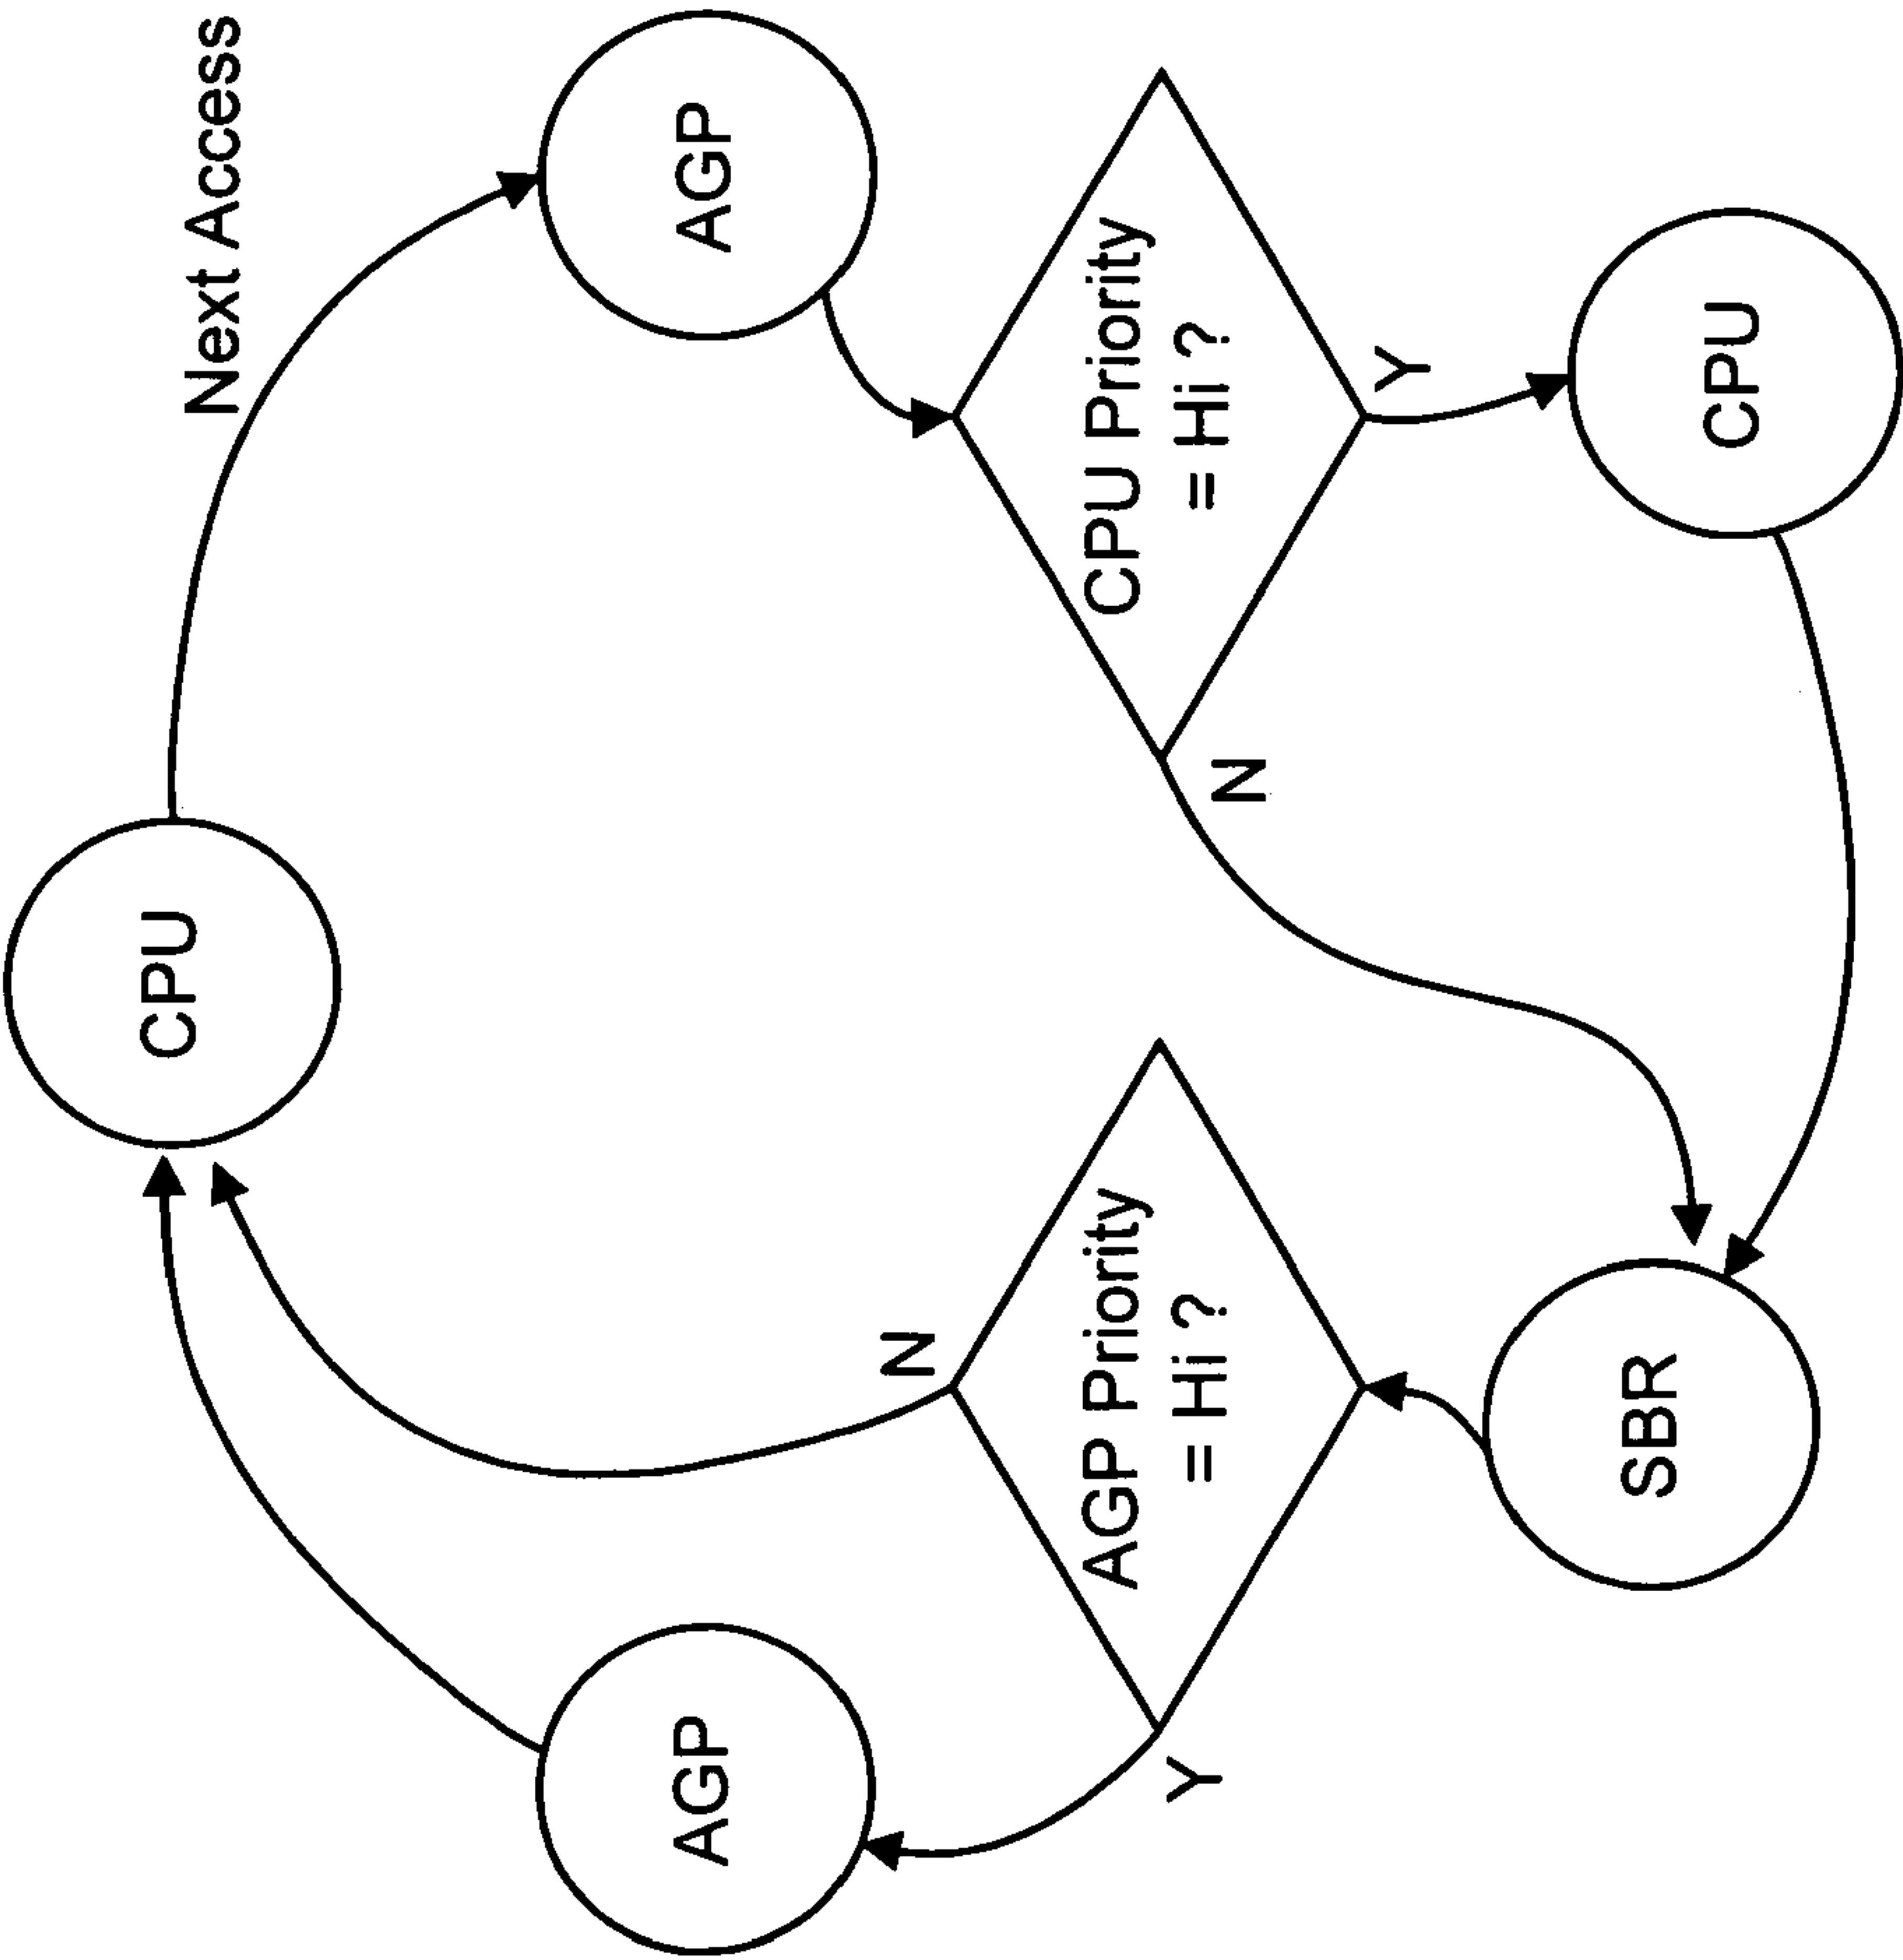 CPU
Next Access
AGP
CPU Priority
= Hi ?
Y
N
CPU
SBR
AGP Priority
= Hi ?
N
Y
AGP